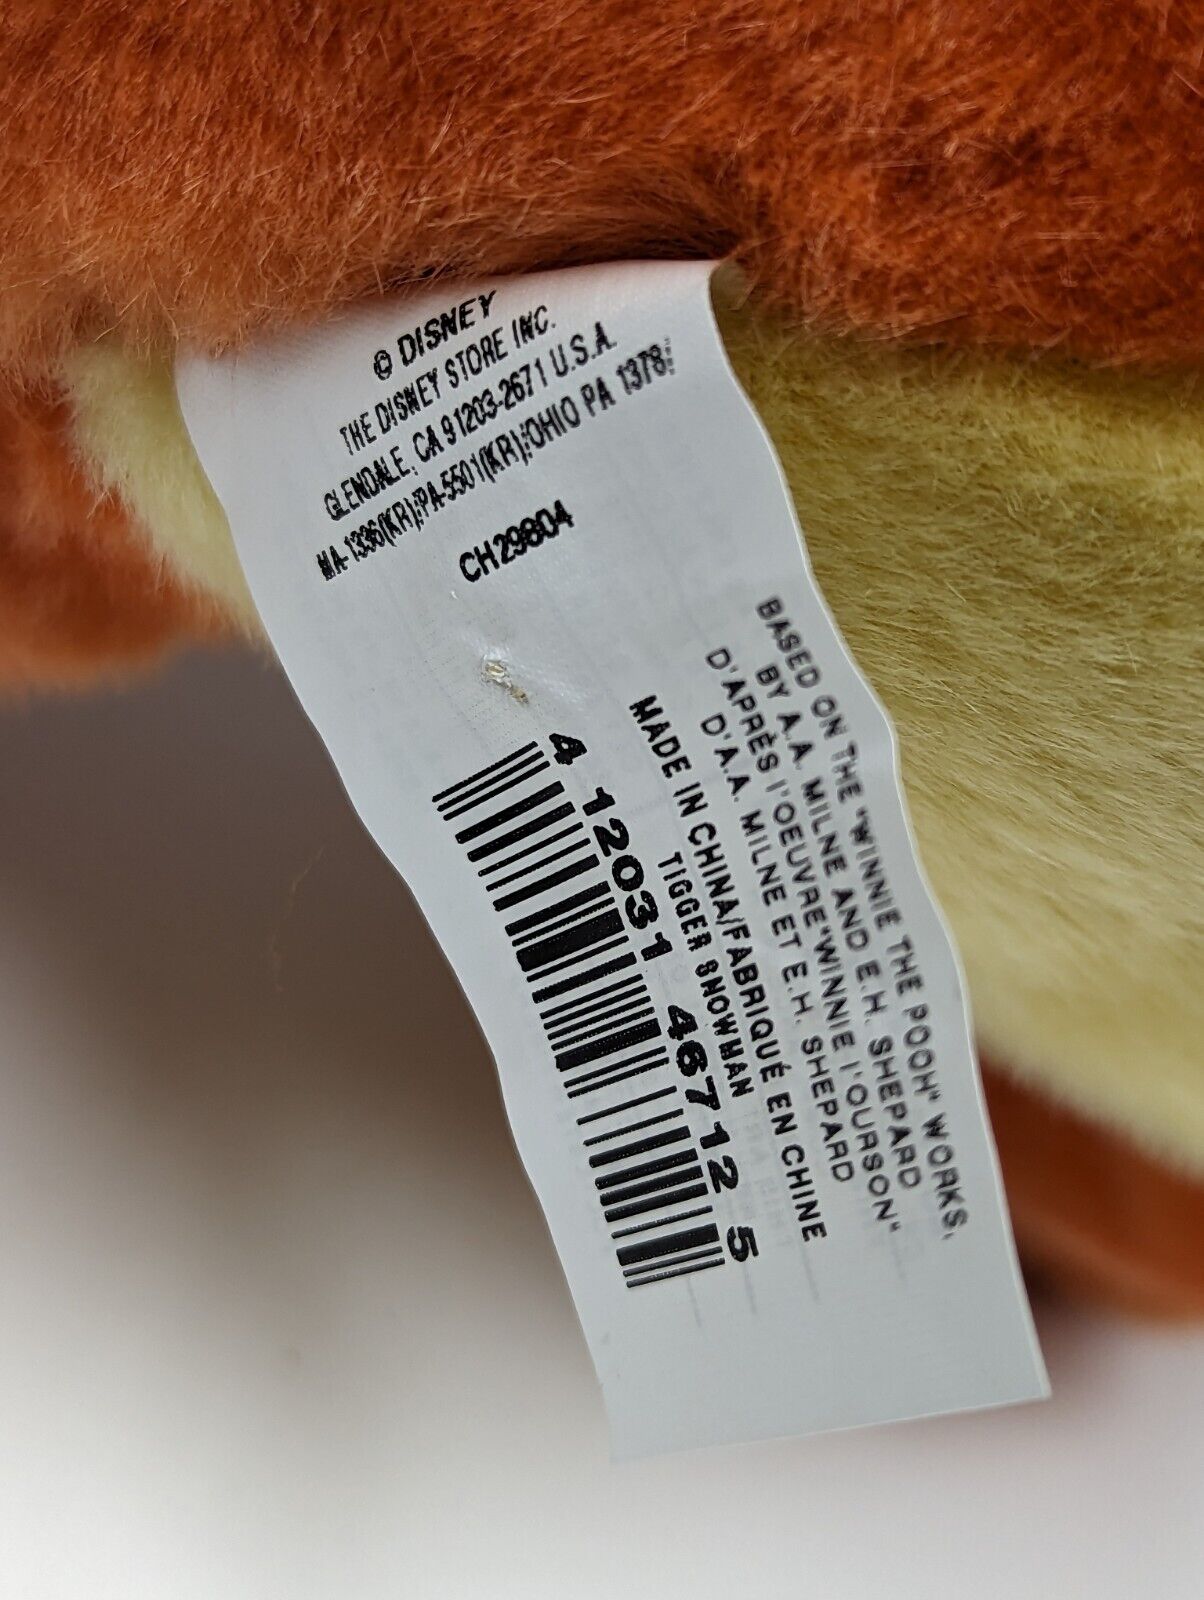 © DISNEY
THE DISNEY STORE INC.
GLENDALE, CA 91203-2671 U.S.A.
MA-1336(KR);PA-5501(KR);OHIO PA 1378;
CH29804
BASED ON THE "WINNIE THE POOH" WORKS,
BY A.A. MILNE AND E.H. SHEPARD
D'APRÈS l'OEUVRE"WINNIE l'OURSON"
D'A.A. MILNE ET E.H. SHEPARD
MADE IN CHINA/FABRIQUÉ EN CHINE
TIGGER SNOWMAN
4 12031 46712 5